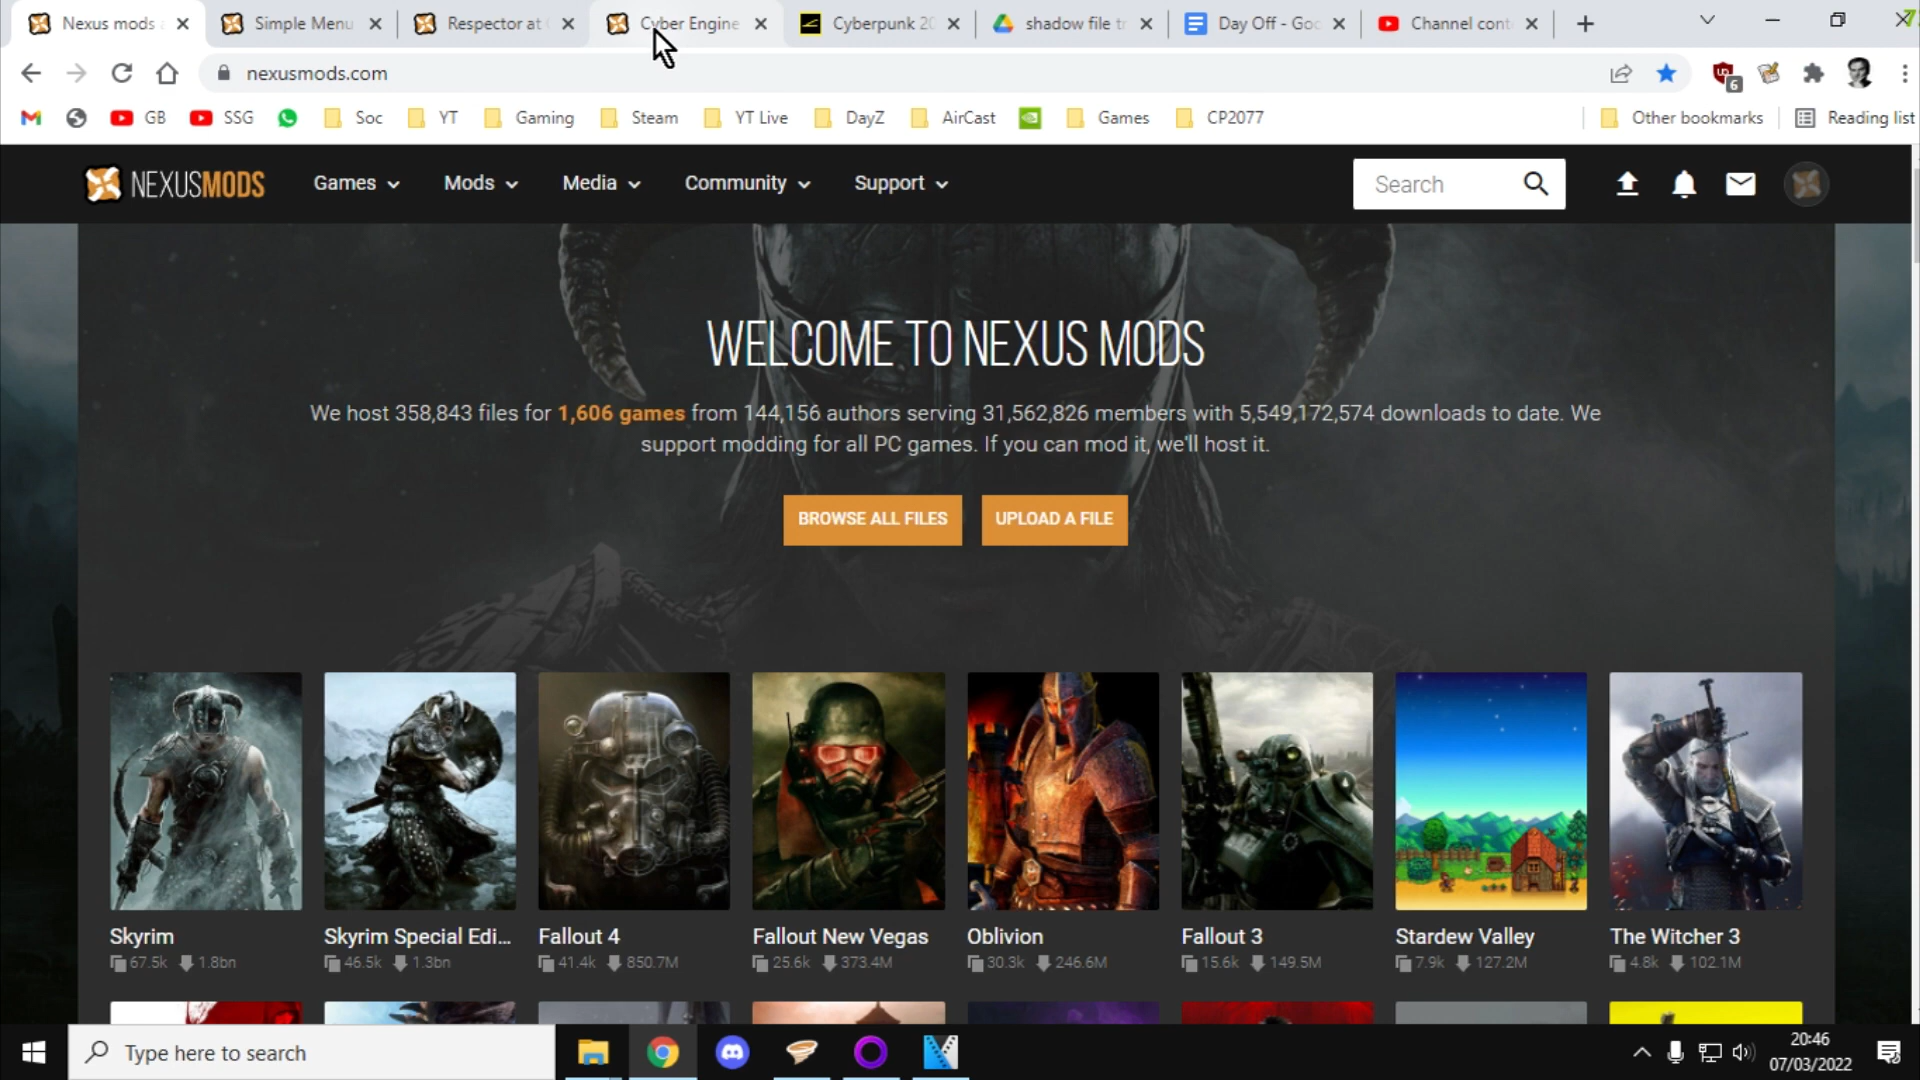 Nexus mods
Simple Menu
Respector at
Cyber Engine
Cyberpunk 20
shadow file tr
Day Off - Goo
Channel cont
nexusmods.com
6
GB
SSG
Soc
YT
Gaming
Steam
YT Live
DayZ
AirCast
Games
CP2077
Other bookmarks
Reading list
NEXUSMODS
Games
Mods
Media
Community
Support
Search
WELCOME TO NEXUS MODS
We host 358,843 files for 1,606 games from 144,156 authors serving 31,562,826 members with 5,549,172,574 downloads to date. We
support modding for all PC games. If you can mod it, we'll host it.
BROWSE ALL FILES
UPLOAD A FILE
Skyrim
67.5k 1.8bn
Skyrim Special Edi...
46.5k 1.3bn
Fallout 4
41.4k 850.7M
Fallout New Vegas
25.6k 373.4M
Oblivion
30.3k 246.6M
Fallout 3
15.6k 149.5M
Stardew Valley
7.9k 127.2M
The Witcher 3
4.8k 102.1M
Type here to search
20:46
07/03/2022